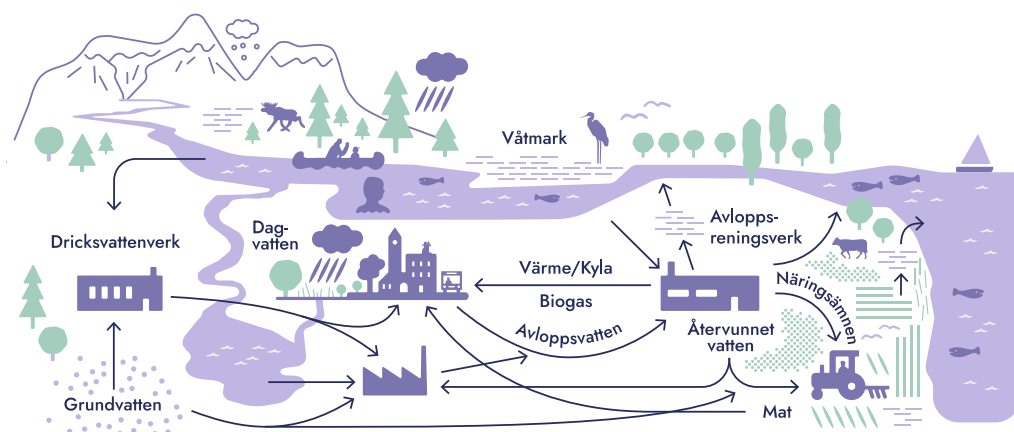 Våtmark
Dricksvattenverk
Dag-
vatten
Avlopps-
reningsverk
Värme/Kyla
Biogas
Avloppsvatten
Näringsämnen
Återvunnet
vatten
Grundvatten
Mat